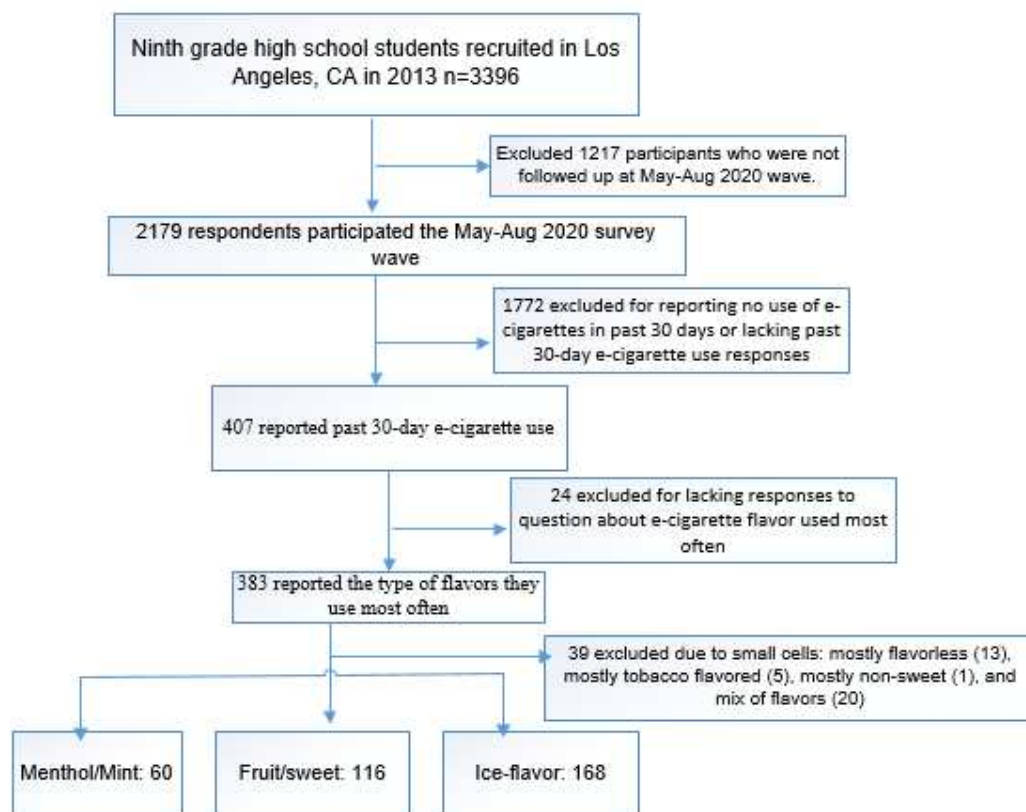 Ninth grade high school students recruited in Los
Angeles, CA in 2013 n=3396
Excluded 1217 participants who were not
followed up at May-Aug 2020 wave.
2179 respondents participated the May-Aug 2020 survey
wave
1772 excluded for reporting no use of e-
cigarettes in past 30 days or lacking past
30-day e-cigarette use responses
407 reported past 30-day e-cigarette use
24 excluded for lacking responses to
question about e-cigarette flavor used most
often
383 reported the type of flavors they
use most often
39 excluded due to small cells: mostly flavorless (13),
mostly tobacco flavored (5), mostly non-sweet (1), and
mix of flavors (20)
Menthol/Mint: 60
Fruit/sweet: 116
Ice-flavor: 168